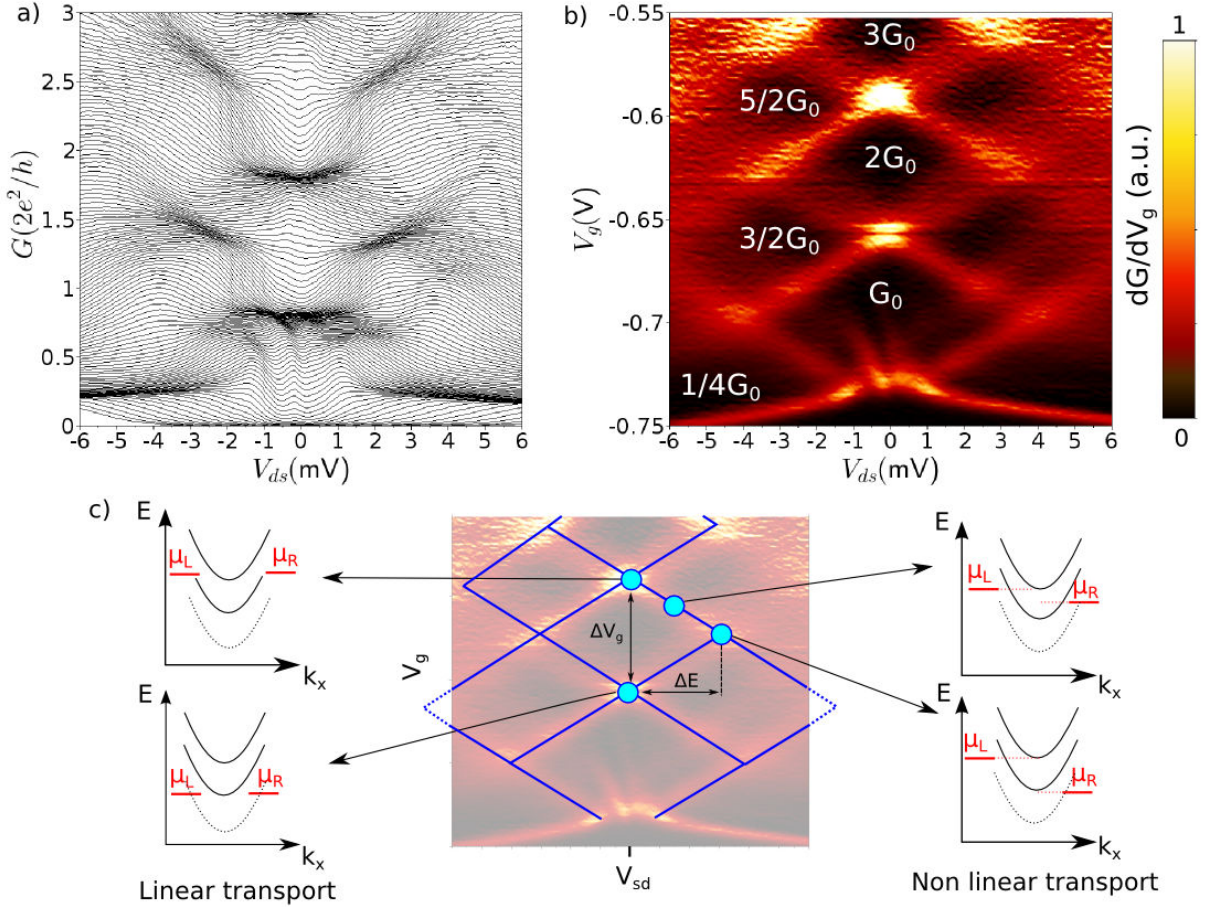 a)
3
2.5
2
1.5
1
0.5
0
G(2e²/h)
-6 -5 -4 -3 -2 -1 0 1 2 3 4 5 6
V_ds(mV)
b)
-0.55
-0.6
-0.65
-0.7
-0.75
V_g(V)
3G₀
5/2G₀
2G₀
3/2G₀
G₀
1/4G₀
-6 -5 -4 -3 -2 -1 0 1 2 3 4 5 6
V_ds(mV)
1
dG/dV_g (a.u.)
0
c)
E
μ_L
μ_R
k_x
E
μ_L
μ_R
k_x
Linear transport
V_g
ΔV_g
ΔE
V_sd
E
μ_L
μ_R
k_x
E
μ_L
μ_R
k_x
Non linear transport